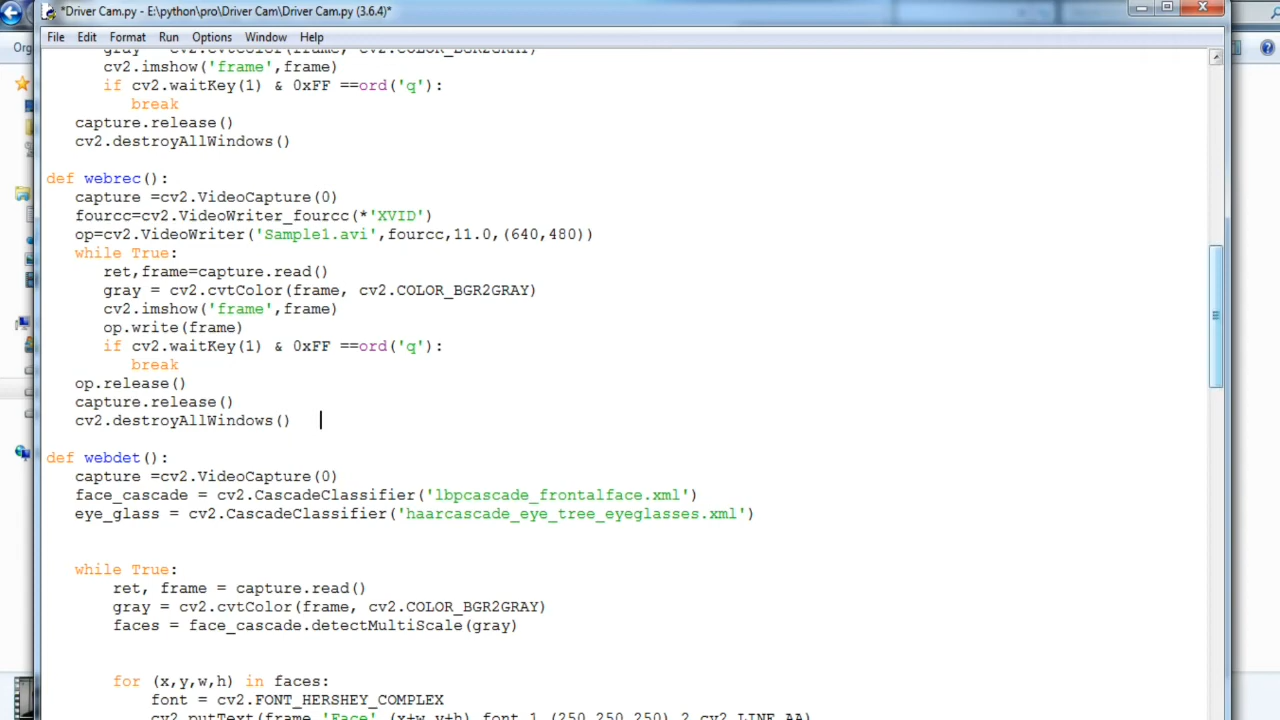 *Driver Cam.py - E:\python\pro\Driver Cam\Driver Cam.py (3.6.4)*
File Edit Format Run Options Window Help
Org
gray = cv2.cvtColor(frame, cv2.COLOR_BGR2GRAY)
cv2.imshow('frame',frame)
if cv2.waitKey(1) & 0xFF ==ord('q'):
break
capture.release()
cv2.destroyAllWindows()
def webrec():
capture =cv2.VideoCapture(0)
fourcc=cv2.VideoWriter_fourcc(*'XVID')
op=cv2.VideoWriter('Sample1.avi',fourcc,11.0,(640,480))
while True:
ret,frame=capture.read()
gray = cv2.cvtColor(frame, cv2.COLOR_BGR2GRAY)
cv2.imshow('frame',frame)
op.write(frame)
if cv2.waitKey(1) & 0xFF ==ord('q'):
break
op.release()
capture.release()
cv2.destroyAllWindows()
def webdet():
capture =cv2.VideoCapture(0)
face_cascade = cv2.CascadeClassifier('lbpcascade_frontalface.xml')
eye_glass = cv2.CascadeClassifier('haarcascade_eye_tree_eyeglasses.xml')
while True:
ret, frame = capture.read()
gray = cv2.cvtColor(frame, cv2.COLOR_BGR2GRAY)
faces = face_cascade.detectMultiScale(gray)
for (x,y,w,h) in faces:
font = cv2.FONT_HERSHEY_COMPLEX
cv2.putText(frame,'Face',(x+w,y+h),font,1,(250,250,250),2,cv2.LINE_AA)